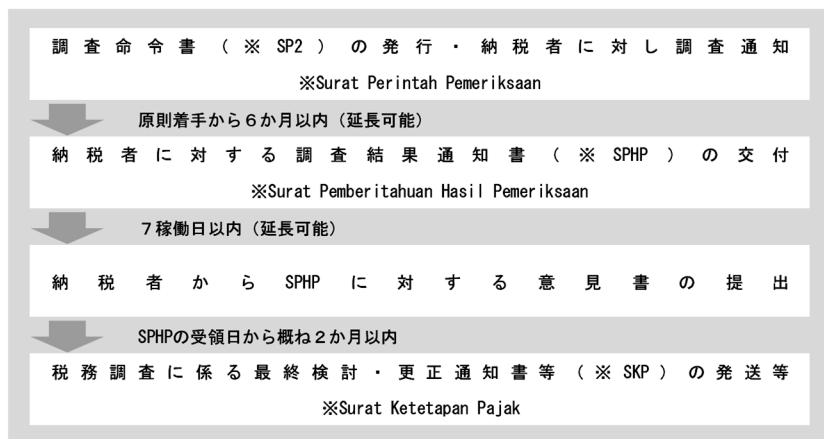 調査命令書(※SP2)の発行・納税者に対し調査通知
※Surat Perintah Pemeriksaan
原則着手から6か月以内(延長可能)
納税者に対する調査結果通知書(※SPHP)の交付
※Surat Pemberitahuan Hasil Pemeriksaan
7稼働日以内(延長可能)
納税者からSPHPに対する意見書の提出
SPHPの受領日から概ね2か月以内
税務調査に係る最終検討・更正通知書等(※SKP)の発送等
※Surat Ketetapan Pajak